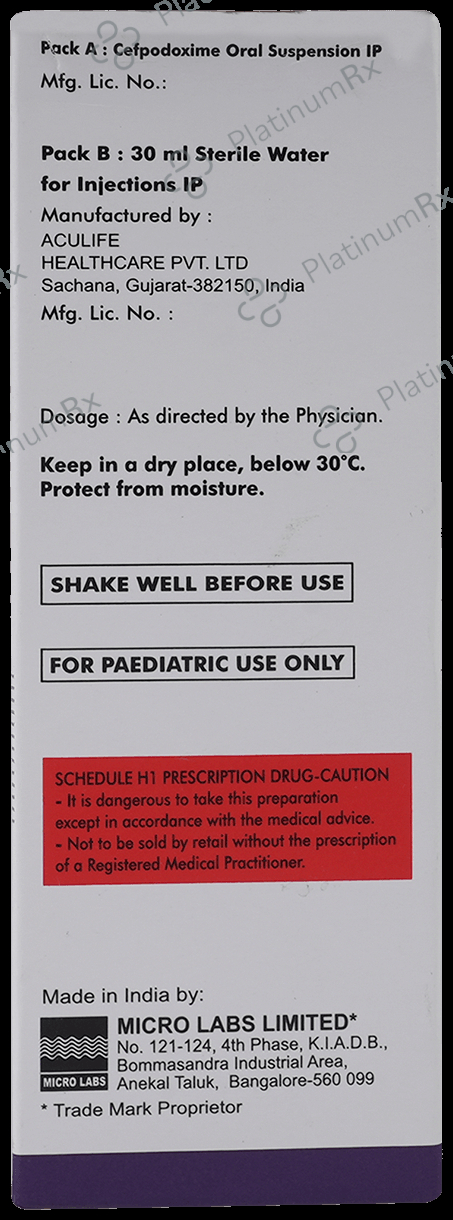 Pack A : Cefpodoxime Oral Suspension IP
Mfg. Lic. No.:
Pack B : 30 ml Sterile Water
for Injections IP
Manufactured by :
ACULIFE
HEALTHCARE PVT. LTD
Sachana, Gujarat-382150, India
Mfg. Lic. No. :
Dosage : As directed by the Physician.
Keep in a dry place, below 30°C.
Protect from moisture.
SHAKE WELL BEFORE USE
FOR PAEDIATRIC USE ONLY
SCHEDULE H1 PRESCRIPTION DRUG-CAUTION
- It is dangerous to take this preparation
except in accordance with the medical advice.
- Not to be sold by retail without the prescription
of a Registered Medical Practitioner.
Made in India by:
MICRO LABS LIMITED*
No. 121-124, 4th Phase, K.I.A.D.B.,
Bommasandra Industrial Area,
Anekal Taluk, Bangalore-560 099
MICRO LABS
* Trade Mark Proprietor
PlatinumRx
PlatinumRx
PlatinumRx